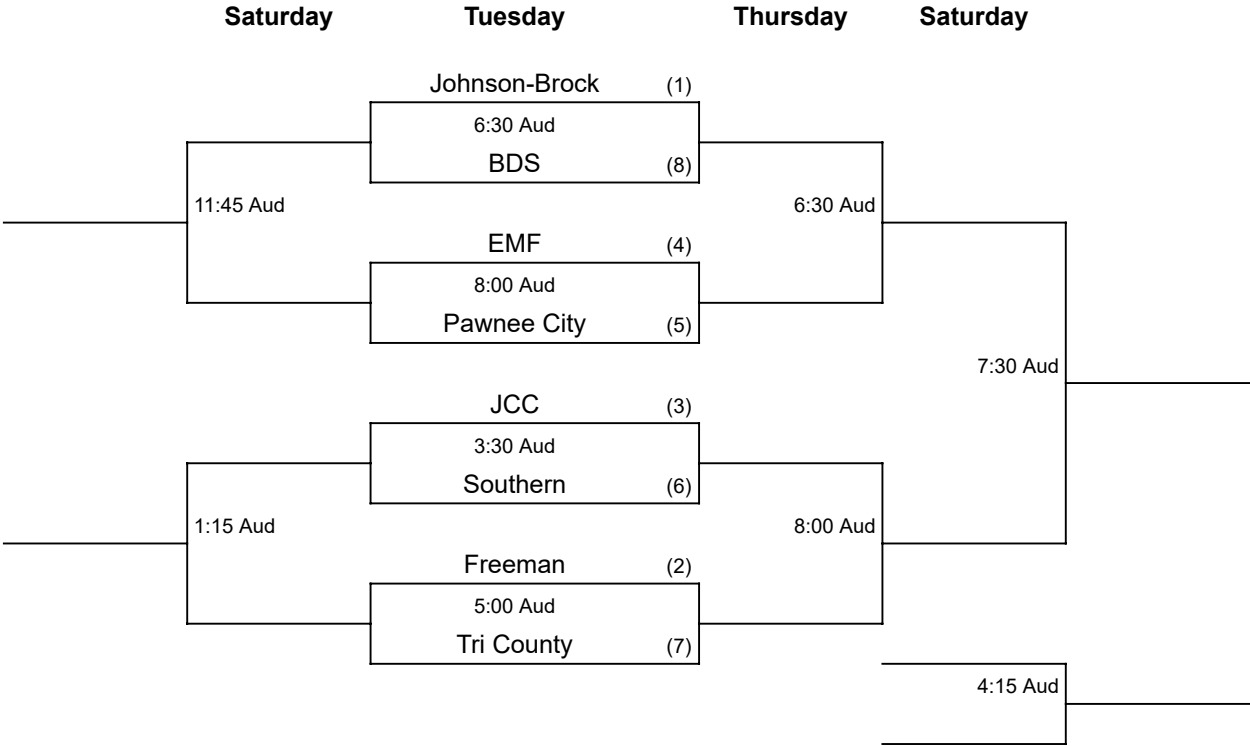 Saturday Tuesday Thursday Saturday
Johnson-Brock (1)
6:30 Aud
BDS (8)
11:45 Aud 6:30 Aud
EMF (4)
8:00 Aud
Pawnee City (5)
7:30 Aud
JCC (3)
3:30 Aud
Southern (6)
1:15 Aud 8:00 Aud
Freeman (2)
5:00 Aud
Tri County (7)
4:15 Aud